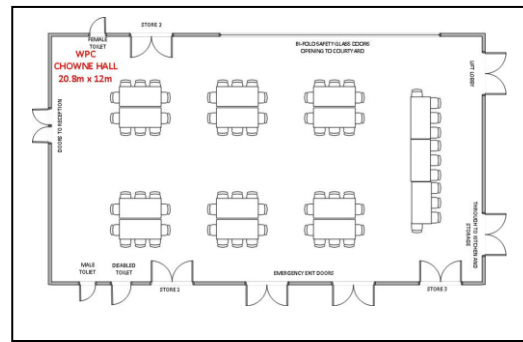 STORE 2
FEMALE
TOILET
WPC
CHOWNE HALL
20.8m x 12m
BI-FOLD SAFETY GLASS DOORS
OPENING TO COURTYARD
LIFT LOBBY
DOORS TO RECEPTION
THROUGH TO KITCHEN AND
STORAGE
MALE
TOLIET
DISABLED
TOILET
STORE 1
EMERGENCY EXIT DOORS
STORE 3